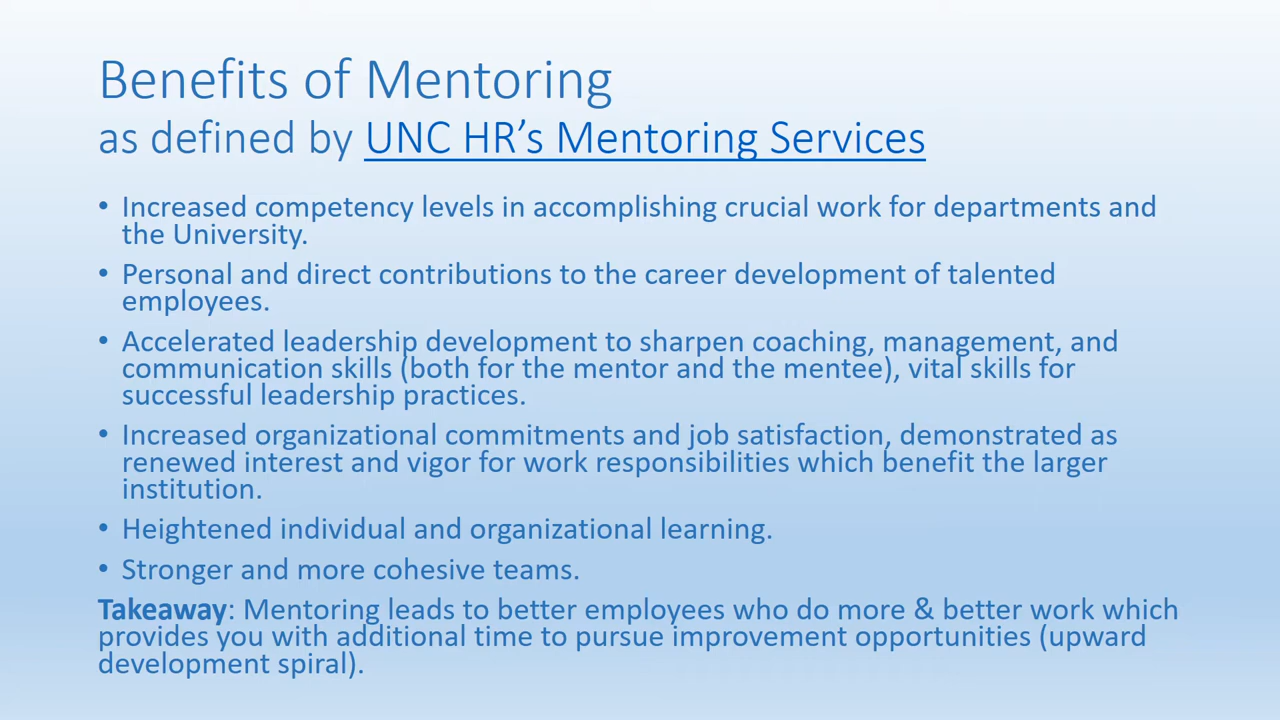 Benefits of Mentoring
as defined by UNC HR’s Mentoring Services
• Increased competency levels in accomplishing crucial work for departments and
the University.
• Personal and direct contributions to the career development of talented
employees.
• Accelerated leadership development to sharpen coaching, management, and
communication skills (both for the mentor and the mentee), vital skills for
successful leadership practices.
• Increased organizational commitments and job satisfaction, demonstrated as
renewed interest and vigor for work responsibilities which benefit the larger
institution.
• Heightened individual and organizational learning.
• Stronger and more cohesive teams.
Takeaway: Mentoring leads to better employees who do more & better work which
provides you with additional time to pursue improvement opportunities (upward
development spiral).